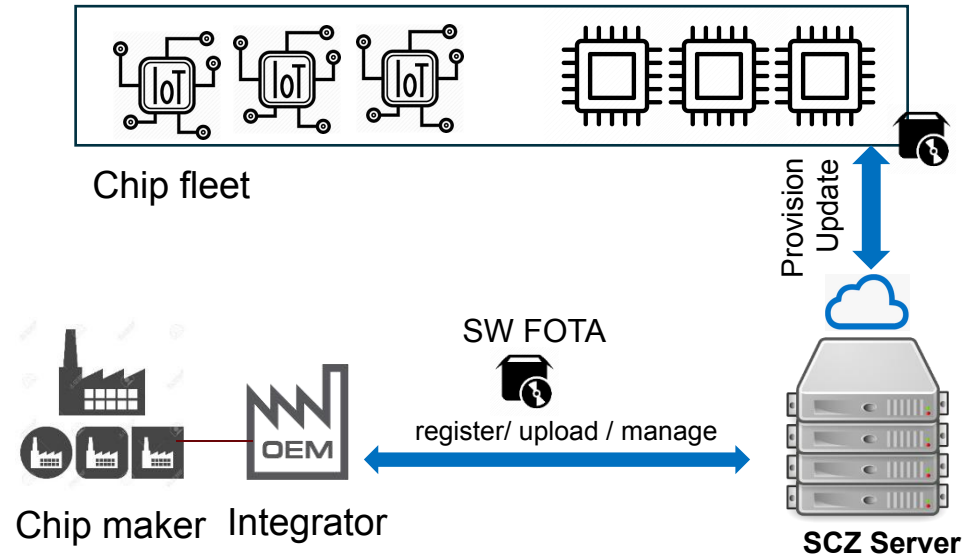 IoT IoT IoT
Chip fleet
Provision
Update
SW FOTA
register/ upload / manage
OEM
Chip maker
Integrator
SCZ Server